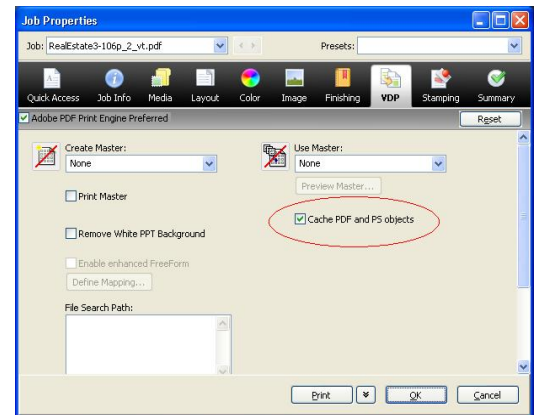 Job Properties
Job: RealEstate3-106p_2_vt.pdf Presets:
Quick Access Job Info Media Layout Color Image Finishing VDP Stamping Summary
Adobe PDF Print Engine Preferred Reset
Create Master: Use Master:
None None
Preview Master...
Print Master
Cache PDF and PS objects
Remove White PPT Background
Enable enhanced FreeForm
Define Mapping...
File Search Path:
Print OK Cancel